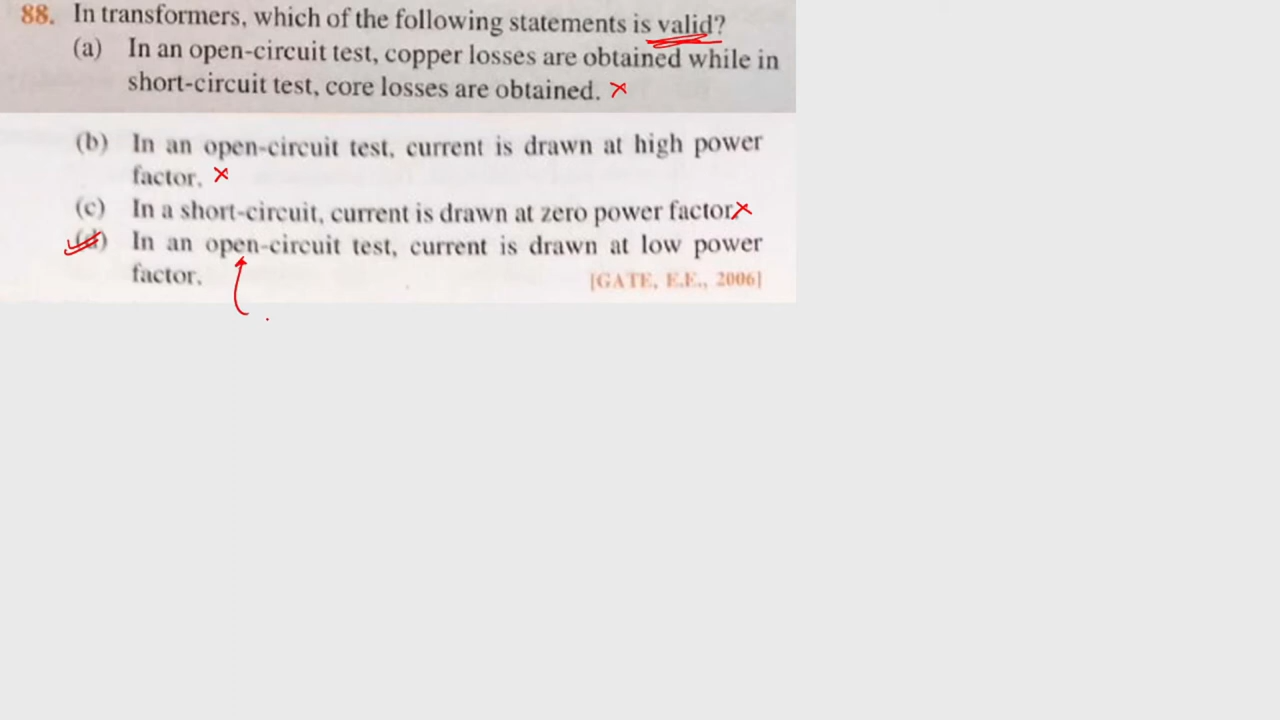 88. In transformers, which of the following statements is valid?
(a) In an open-circuit test, copper losses are obtained while in
short-circuit test, core losses are obtained.
(b) In an open-circuit test, current is drawn at high power
factor.
(c) In a short-circuit, current is drawn at zero power factor
(d) In an open-circuit test, current is drawn at low power
factor.
[GATE, E.E., 2006]